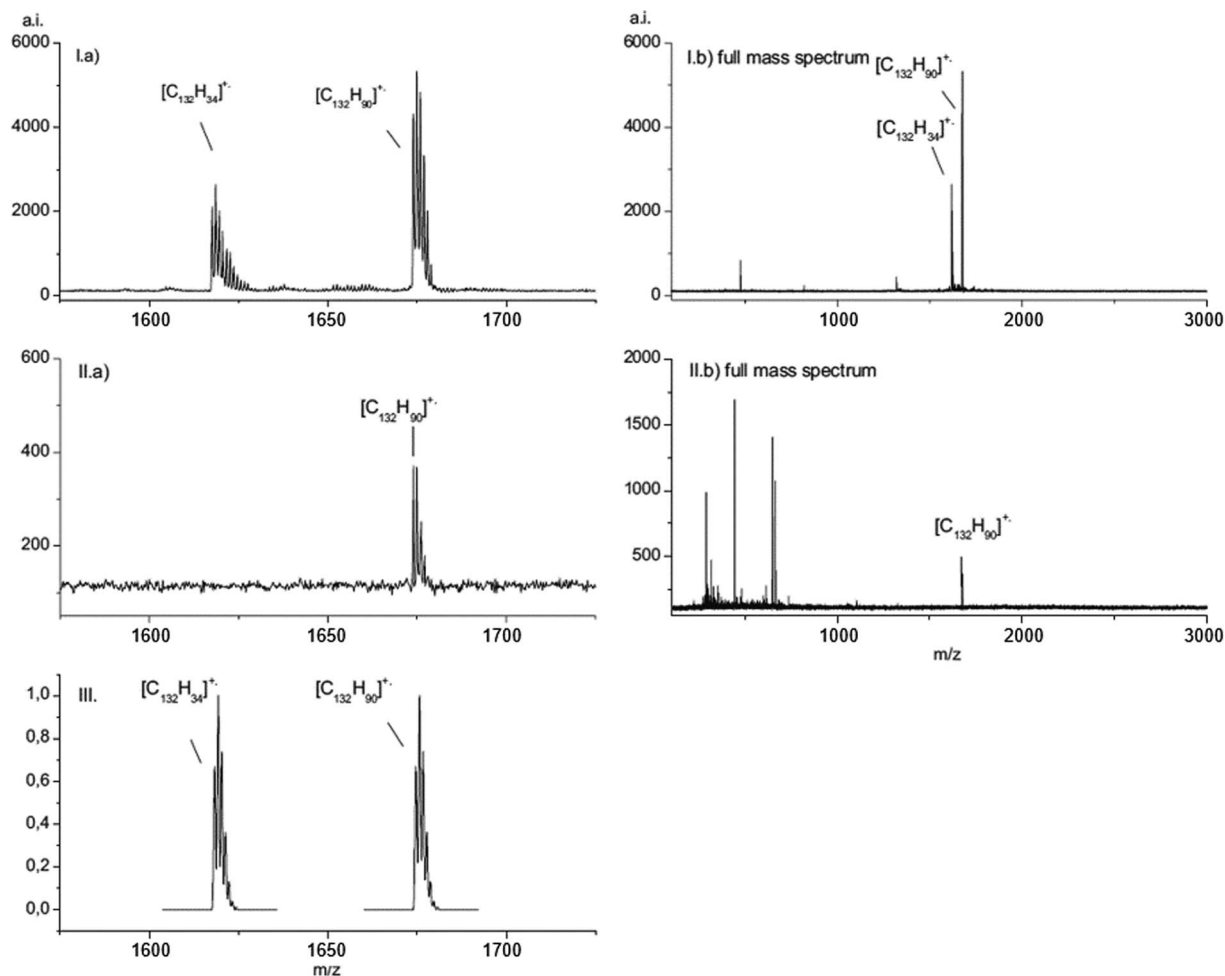 a.i.
6000
4000
2000
0
I.a)
[C₁₃₂H₃₄]⁺·
[C₁₃₂H₉₀]⁺·
1600 1650 1700
a.i.
6000
4000
2000
0
I.b) full mass spectrum
[C₁₃₂H₉₀]⁺·
[C₁₃₂H₃₄]⁺·
1000 2000 3000
600
400
200
II.a)
[C₁₃₂H₉₀]⁺·
1600 1650 1700
2000
1500
1000
500
II.b) full mass spectrum
[C₁₃₂H₉₀]⁺·
1000 2000 3000
m/z
1,0
0,8
0,6
0,4
0,2
0,0
III.
[C₁₃₂H₃₄]⁺·
[C₁₃₂H₉₀]⁺·
1600 1650 1700
m/z